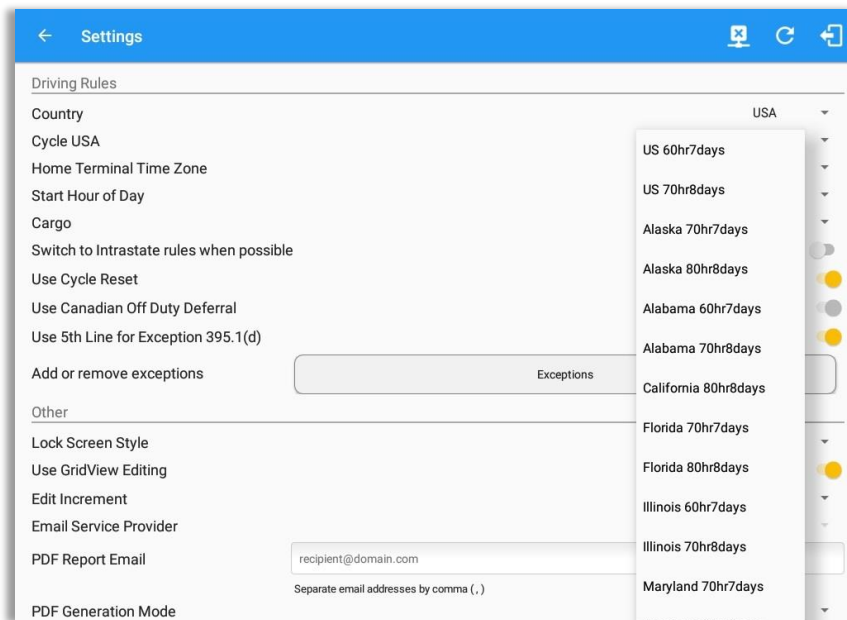 Settings
Driving Rules
Country USA
Cycle USA
US 60hr7days
Home Terminal Time Zone
US 70hr8days
Start Hour of Day
Cargo
Alaska 70hr7days
Switch to Intrastate rules when possible
Alaska 80hr8days
Use Cycle Reset
Use Canadian Off Duty Deferral
Alabama 60hr7days
Use 5th Line for Exception 395.1(d)
Alabama 70hr8days
Add or remove exceptions Exceptions
California 80hr8days
Other
Florida 70hr7days
Lock Screen Style
Use GridView Editing
Florida 80hr8days
Edit Increment
Illinois 60hr7days
Email Service Provider
Illinois 70hr8days
PDF Report Email recipient@domain.com
Separate email addresses by comma ( , )
Maryland 70hr7days
PDF Generation Mode